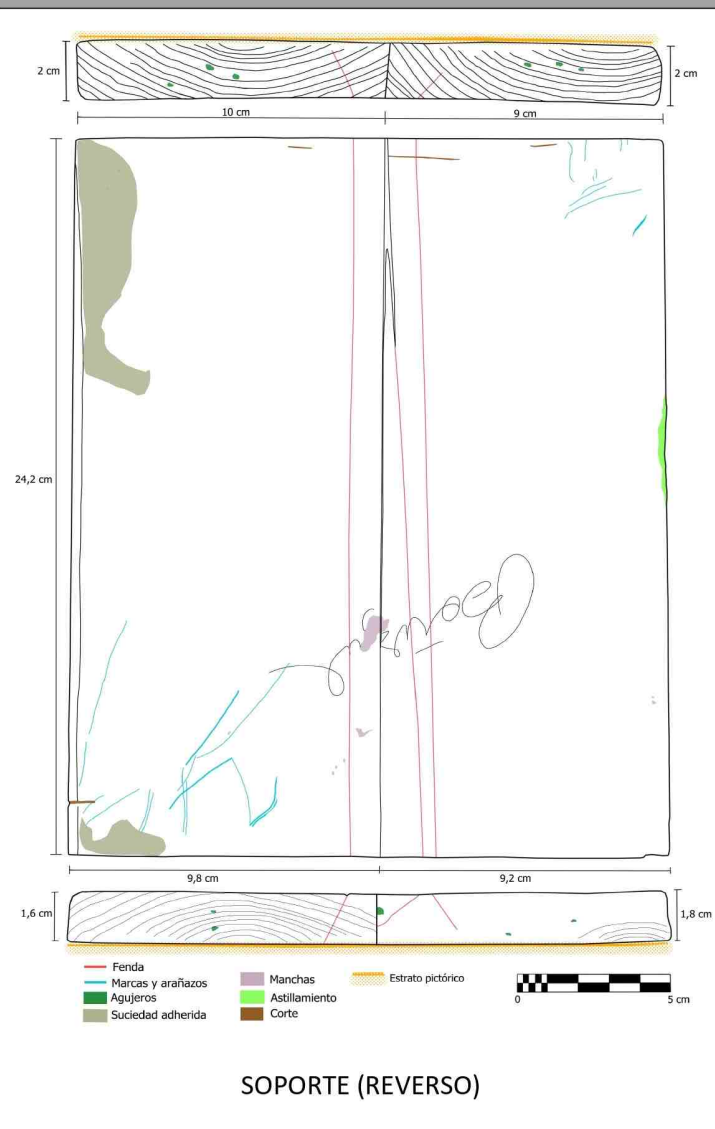 2 cm
2 cm
10 cm
9 cm
24,2 cm
9,8 cm
9,2 cm
1,6 cm
1,8 cm
Fenda
Marcas y arañazos
Agujeros
Suciedad adherida
Manchas
Astillamiento
Corte
Estrato pictórico
0
5 cm
SOPORTE (REVERSO)